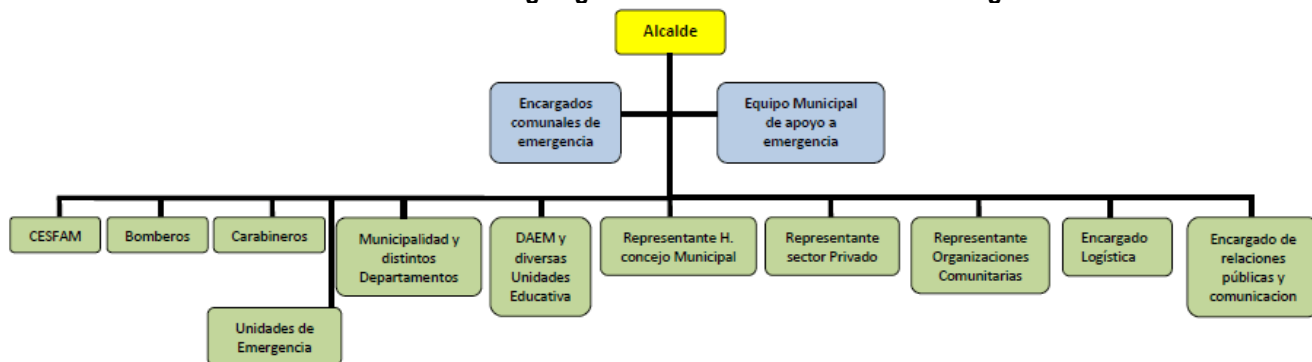 Alcalde
Encargados
comunales de
emergencia
Equipo Municipal
de apoyo a
emergencia
CESFAM
Bomberos
Carabineros
Unidades de
Emergencia
Municipalidad y
distintos
Departamentos
DAEM y
diversas
Unidades
Educativa
Representante H.
concejo Municipal
Representante
sector Privado
Representante
Organizaciones
Comunitarias
Encargado
Logística
Encargado de
relaciones
públicas y
comunicacion